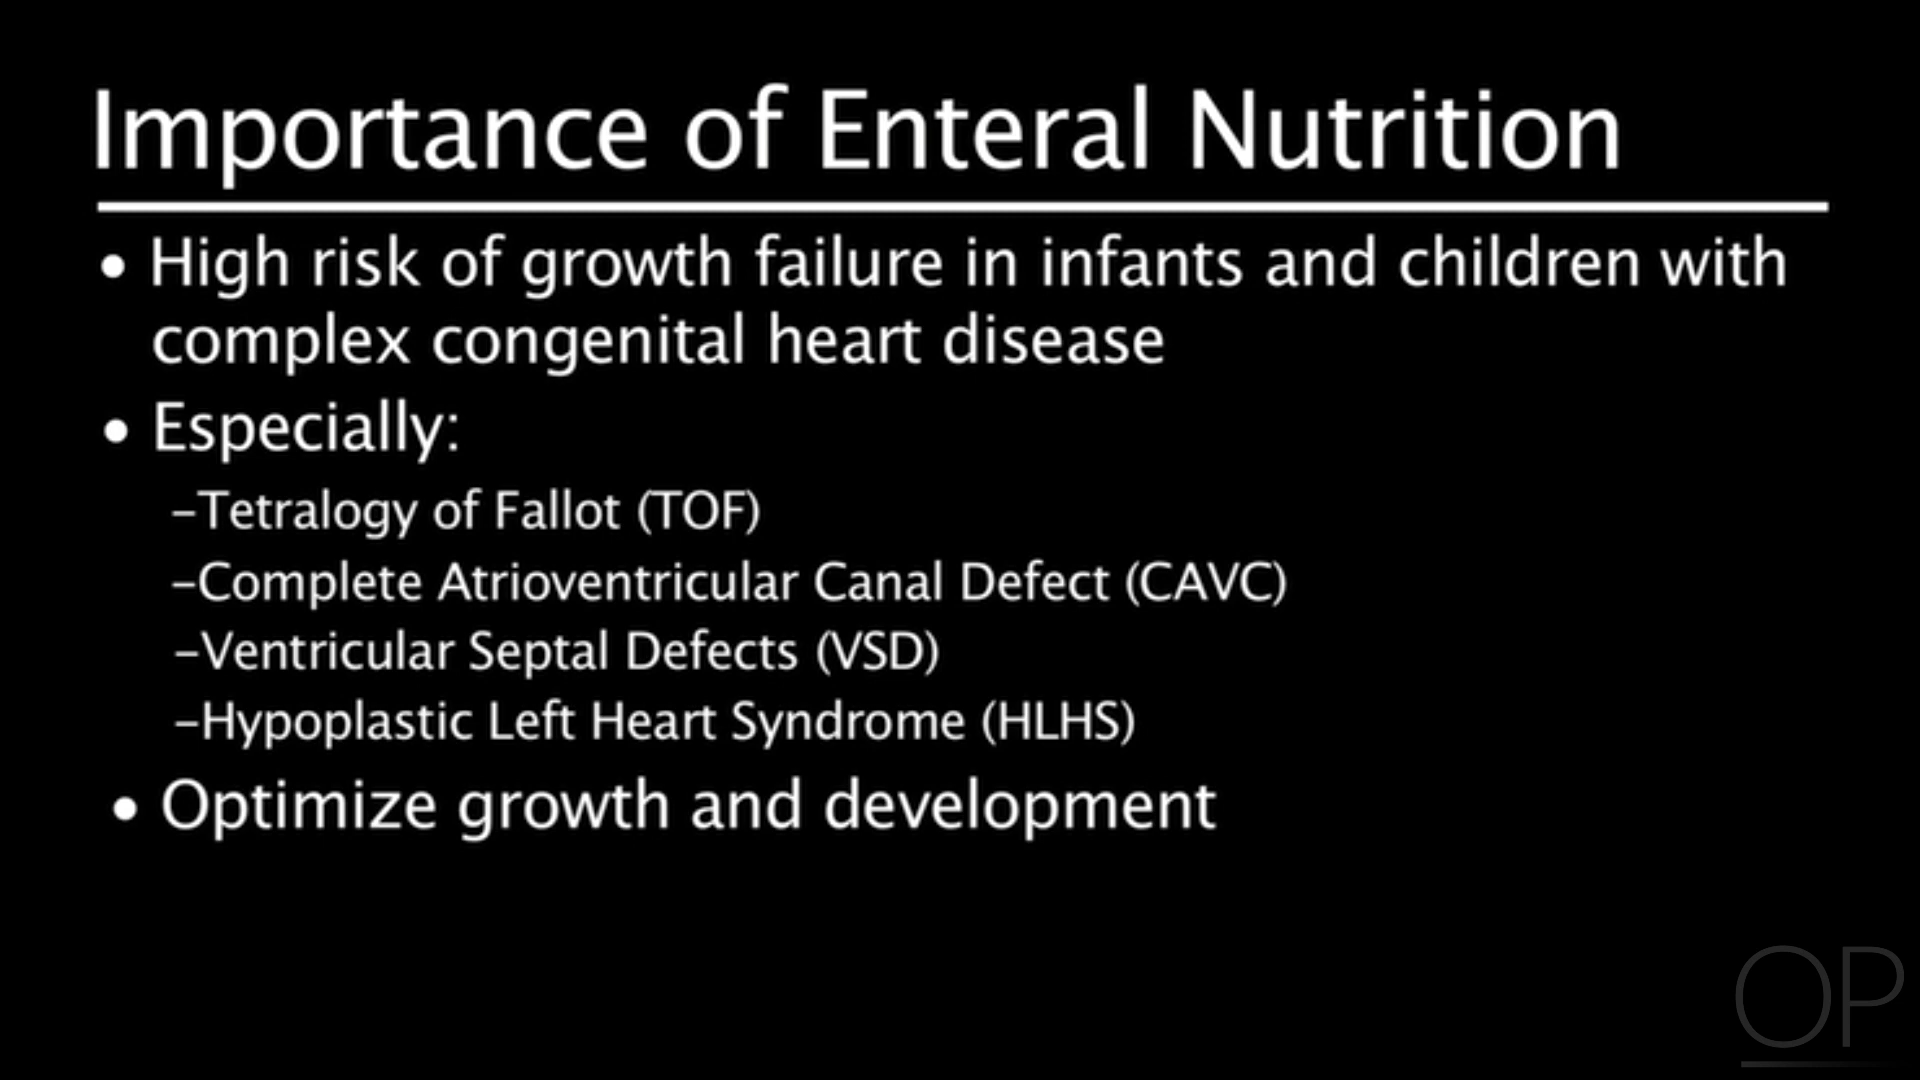 Importance of Enteral Nutrition
• High risk of growth failure in infants and children with
complex congenital heart disease
• Especially:
–Tetralogy of Fallot (TOF)
–Complete Atrioventricular Canal Defect (CAVC)
–Ventricular Septal Defects (VSD)
–Hypoplastic Left Heart Syndrome (HLHS)
• Optimize growth and development
OP